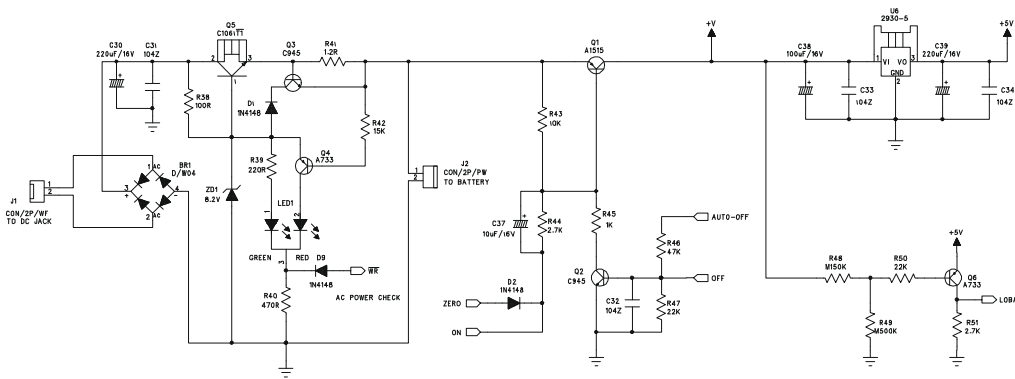 Q5
C1061T1
C30
220uF/16V
C31
104Z
2
3
1
Q3
C945
R41
1.2R
R38
100R
D1
1N4148
R42
15K
Q4
A733
R39
220R
ZD1
8.2V
LED1
1
2
GREEN
RED
3
D9
1N4148
WR
AC POWER CHECK
R40
470R
J1
1
2
CON/2P/WF
TO DC JACK
BR1
D/W04
1
AC
3
+
4
-
2
AC
J2
CON/2P/PW
TO BATTERY
1
2
Q1
A1515
+V
R43
10K
C37
10uF/16V
R44
2.7K
R45
1K
Q2
C945
AUTO-OFF
R46
47K
OFF
C32
104Z
R47
22K
D2
1N4148
ZERO
ON
U6
2930-5
1
VI
VO
3
GND
2
+5V
C38
100uF/16V
C33
104Z
C39
220uF/16V
C34
104Z
R48
M150K
R50
22K
+5V
Q6
A733
R49
M500K
R51
2.7K